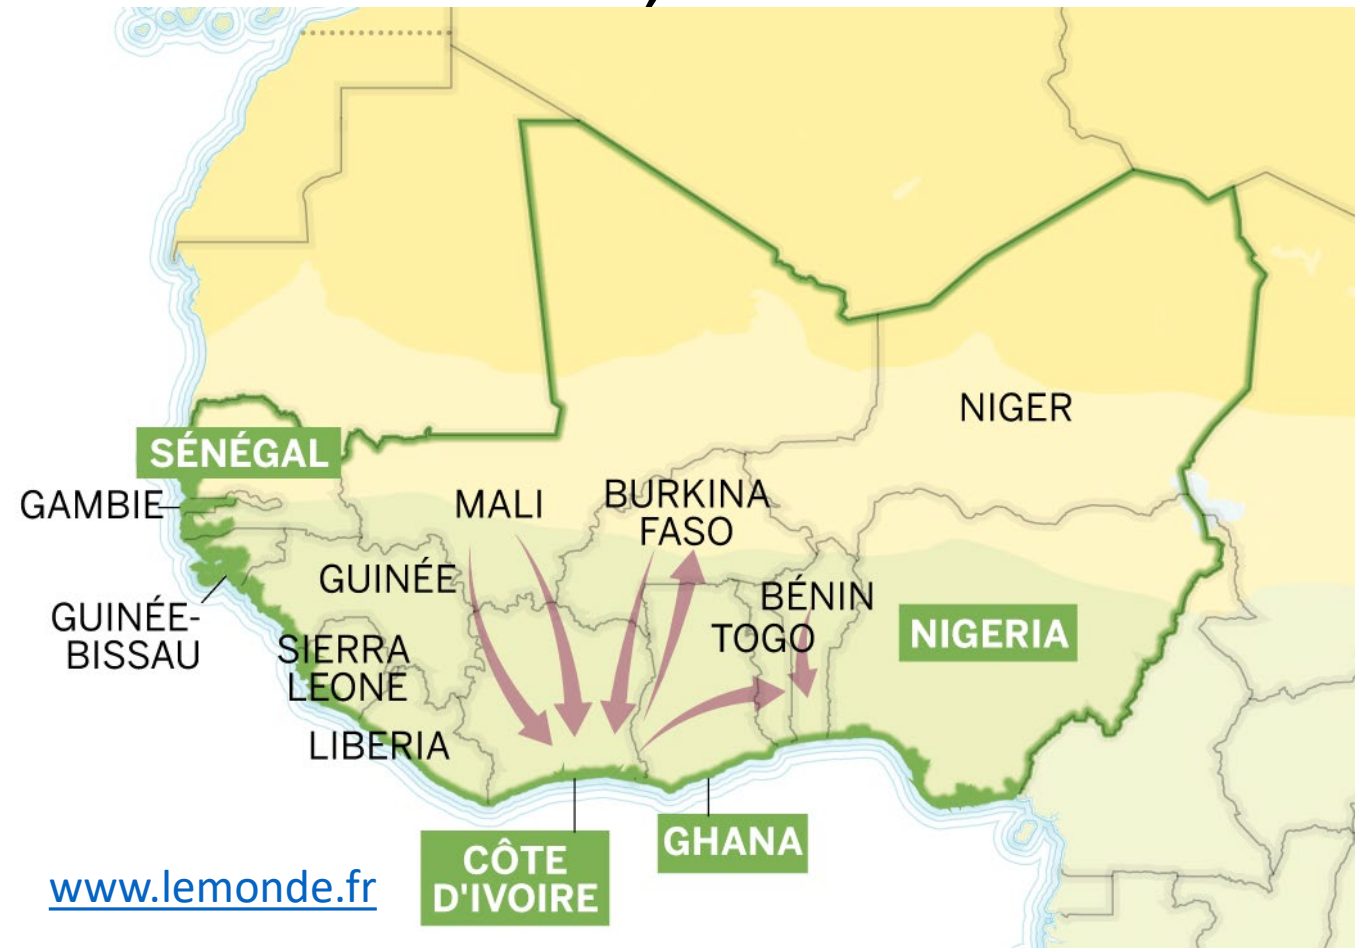 NIGER
SÉNÉGAL
GAMBIE
MALI
BURKINA
FASO
GUINÉE
BÉNIN
GUINÉE-
BISSAU
SIERRA
LEONE
TOGO
NIGERIA
LIBERIA
CÔTE
D'IVOIRE
GHANA
www.lemonde.fr